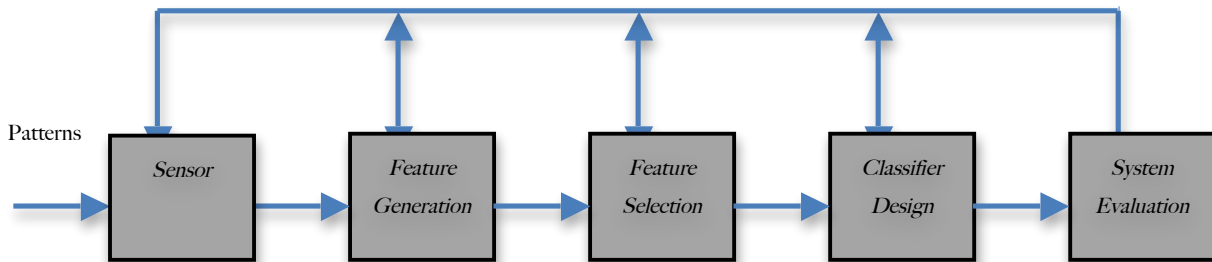 Patterns
Sensor
Feature
Generation
Feature
Selection
Classifier
Design
System
Evaluation